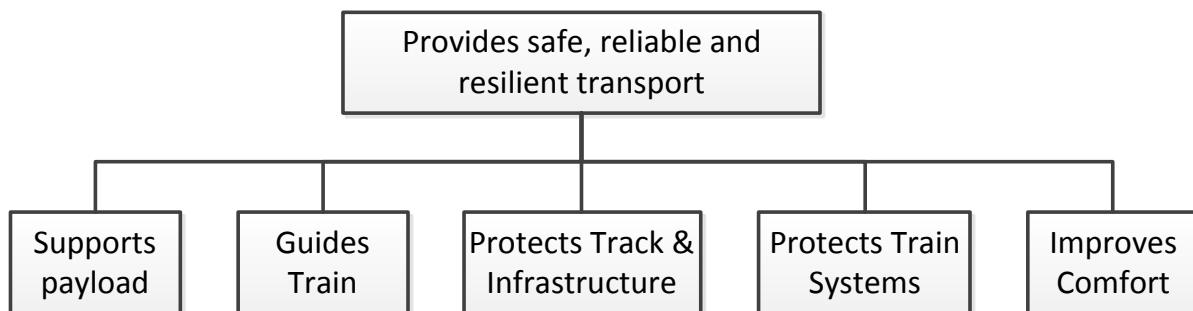 Provides safe, reliable and
resilient transport
Supports
payload
Guides
Train
Protects Track &
Infrastructure
Protects Train
Systems
Improves
Comfort